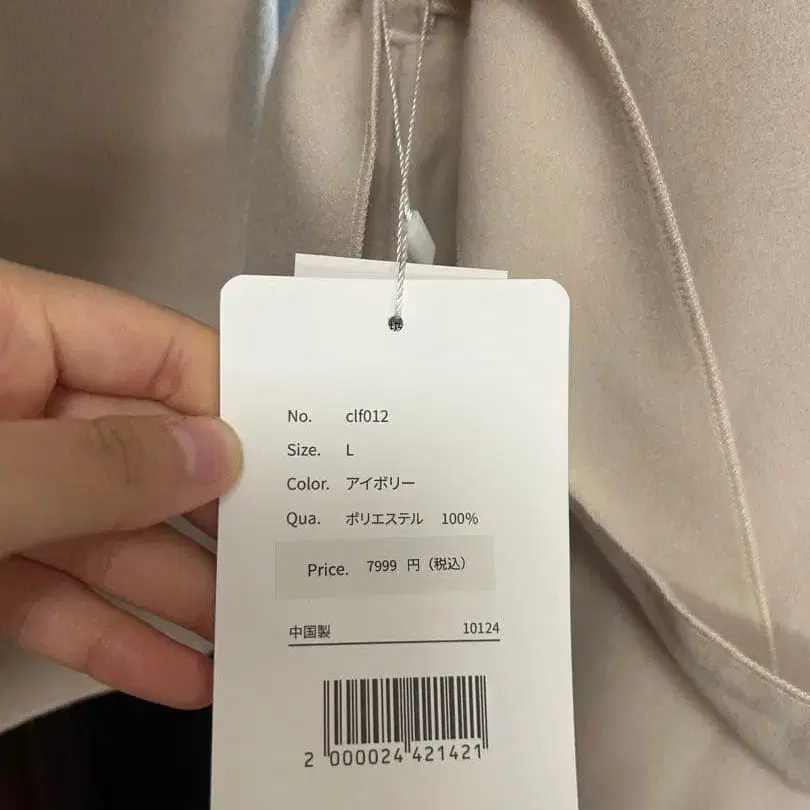 No. clf012
Size. L
Color. アイボリー
Qua. ポリエステル 100%
Price. 7999 円（税込）
中国製 10124
2 000024 421421